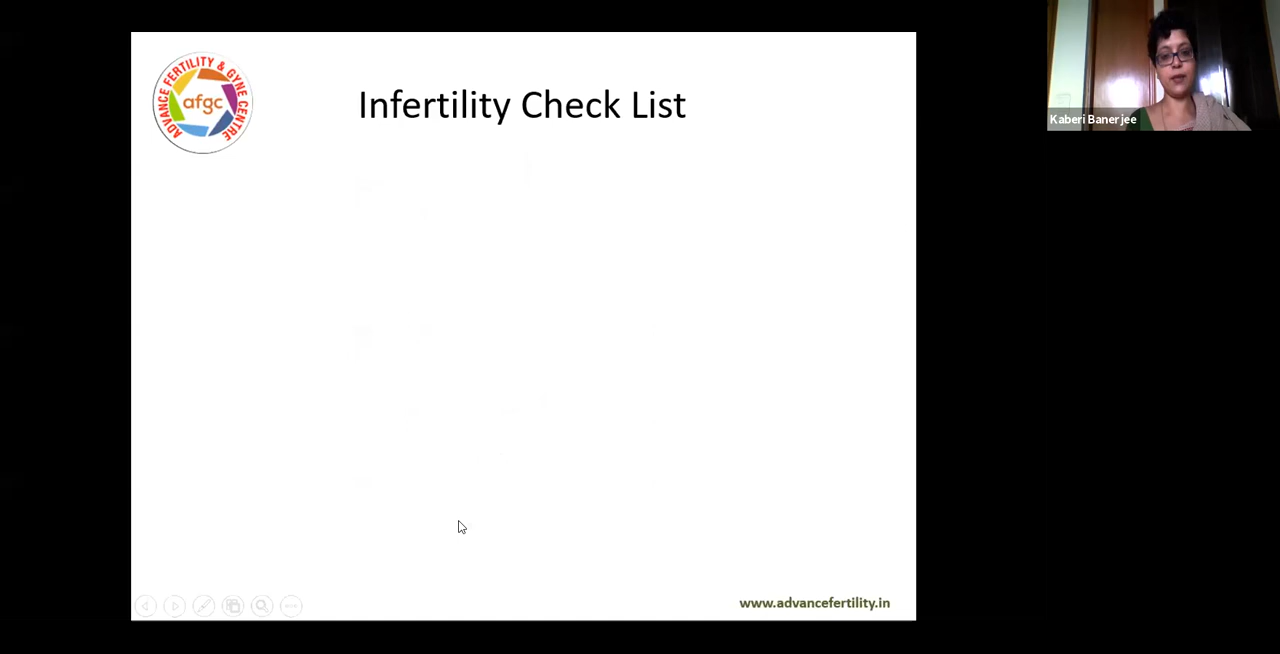 ADVANCE FERTILITY & GYNE CENTRE
afgc
Infertility Check List
Kaberi Banerjee
www.advancefertility.in